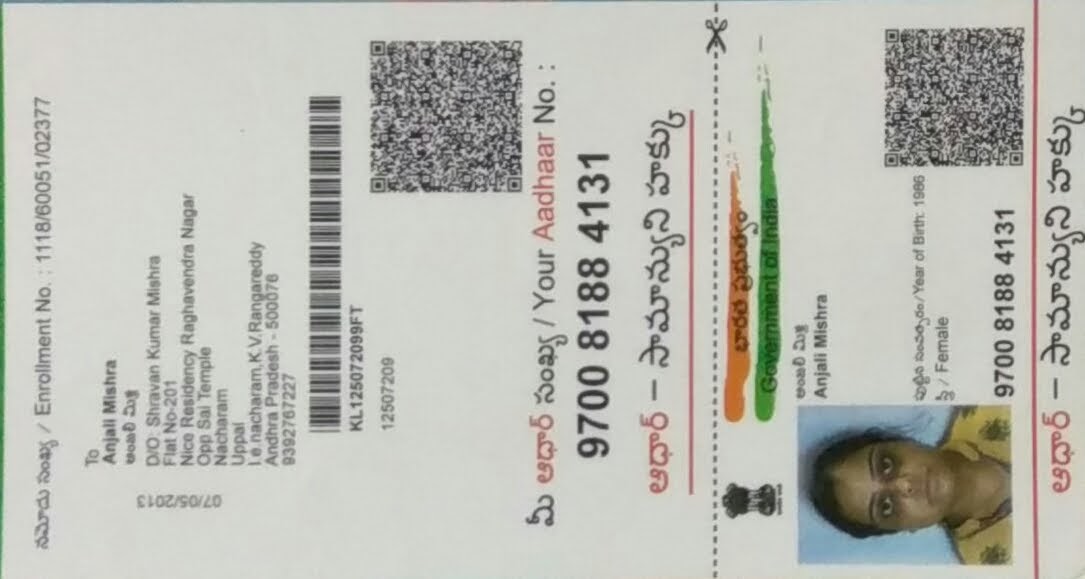 నమోదు సంఖ్య / Enrollment No. : 1118/60051/02377
To
Anjali Mishra
అంజలి మిశ్ర
D/O: Shravan Kumar Mishra
Flat No-201
Nice Residency Raghavendra Nagar
Opp Sai Temple
Nacharam
Uppal
I.e.nacharam,K.V.Rangareddy
Andhra Pradesh - 500076
9392767227
07/05/2013
KL125072099FT
12507209
మీ ఆధార్ సంఖ్య / Your Aadhaar No. :
9700 8188 4131
ఆధార్ – సామాన్యుని హక్కు
భారత ప్రభుత్వం
Government of India
అంజలి మిశ్ర
Anjali Mishra
పుట్టిన సంవత్సరం/Year of Birth: 1986
స్త్రీ / Female
9700 8188 4131
ఆధార్ – సామాన్యుని హక్కు